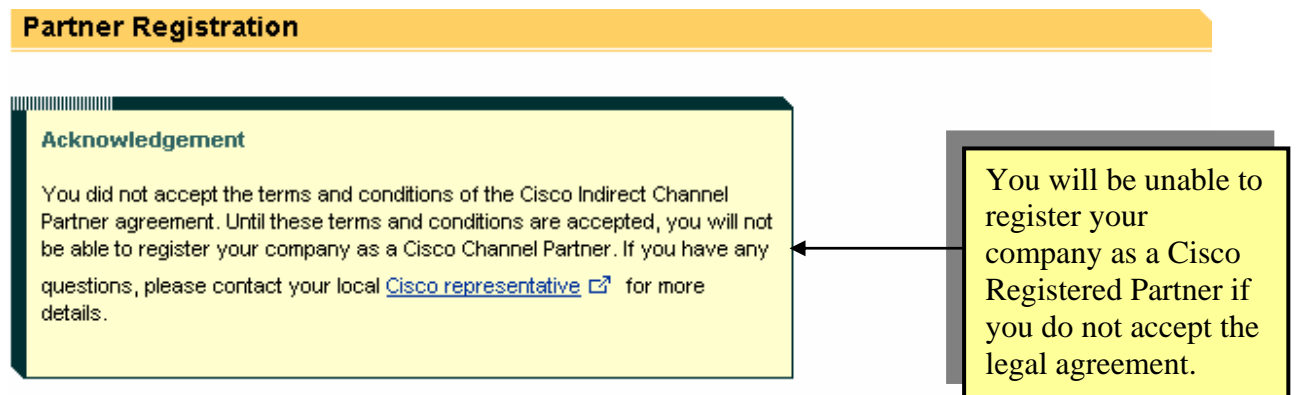 Partner Registration
Acknowledgement
You did not accept the terms and conditions of the Cisco Indirect Channel
Partner agreement. Until these terms and conditions are accepted, you will not
be able to register your company as a Cisco Channel Partner. If you have any
questions, please contact your local Cisco representative for more
details.
You will be unable to
register your
company as a Cisco
Registered Partner if
you do not accept the
legal agreement.